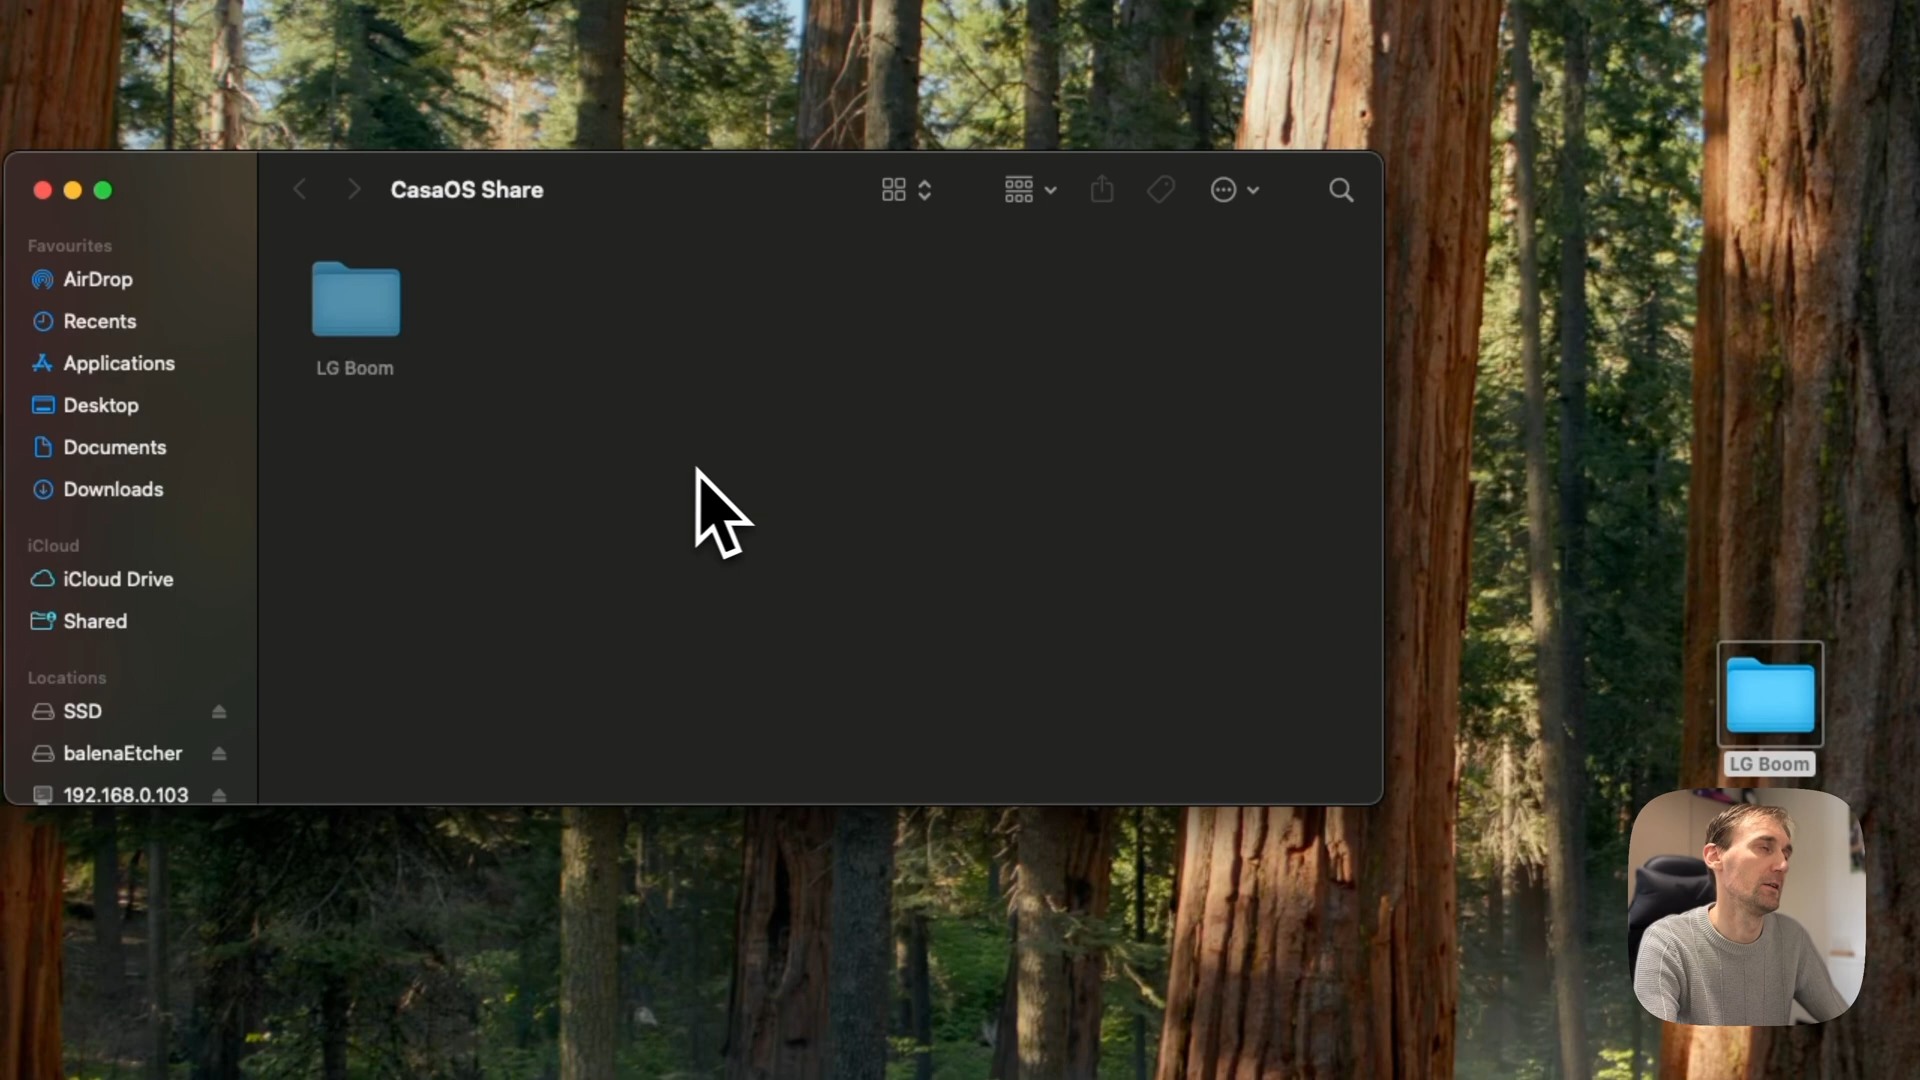 CasaOS Share
Favourites
AirDrop
Recents
Applications
Desktop
Documents
Downloads
iCloud
iCloud Drive
Shared
Locations
SSD
balenaEtcher
192.168.0.103
LG Boom
LG Boom